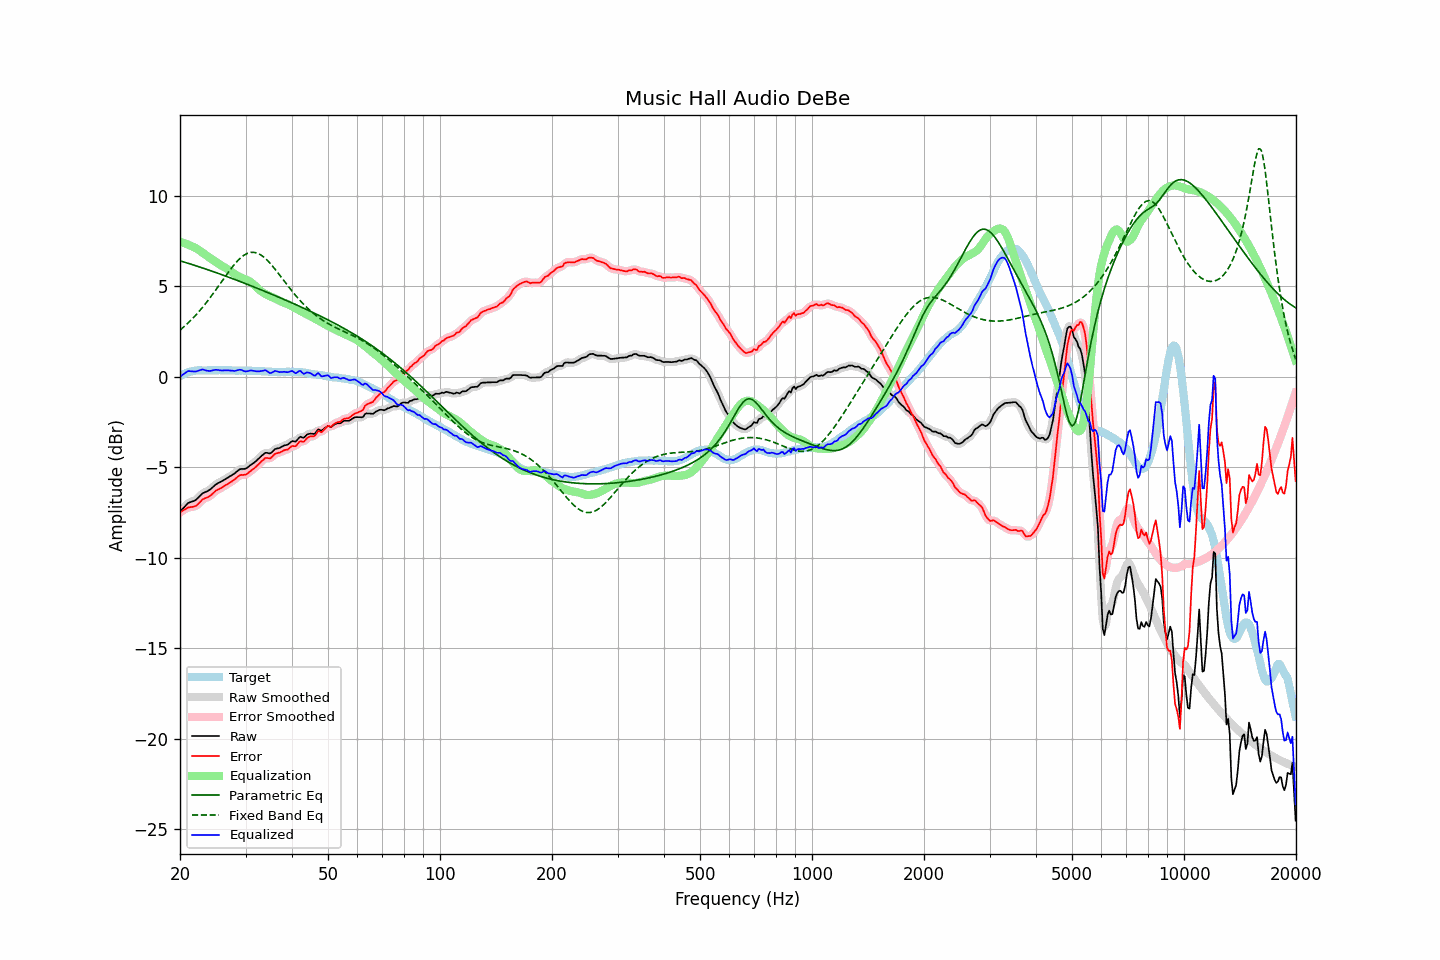 Music Hall Audio DeBe
Amplitude (dBr)
10
5
0
−5
−10
−15
−20
−25
Target
Raw Smoothed
Error Smoothed
Raw
Error
Equalization
Parametric Eq
Fixed Band Eq
Equalized
20 50 100 200 500 1000 2000 5000 10000 20000
Frequency (Hz)